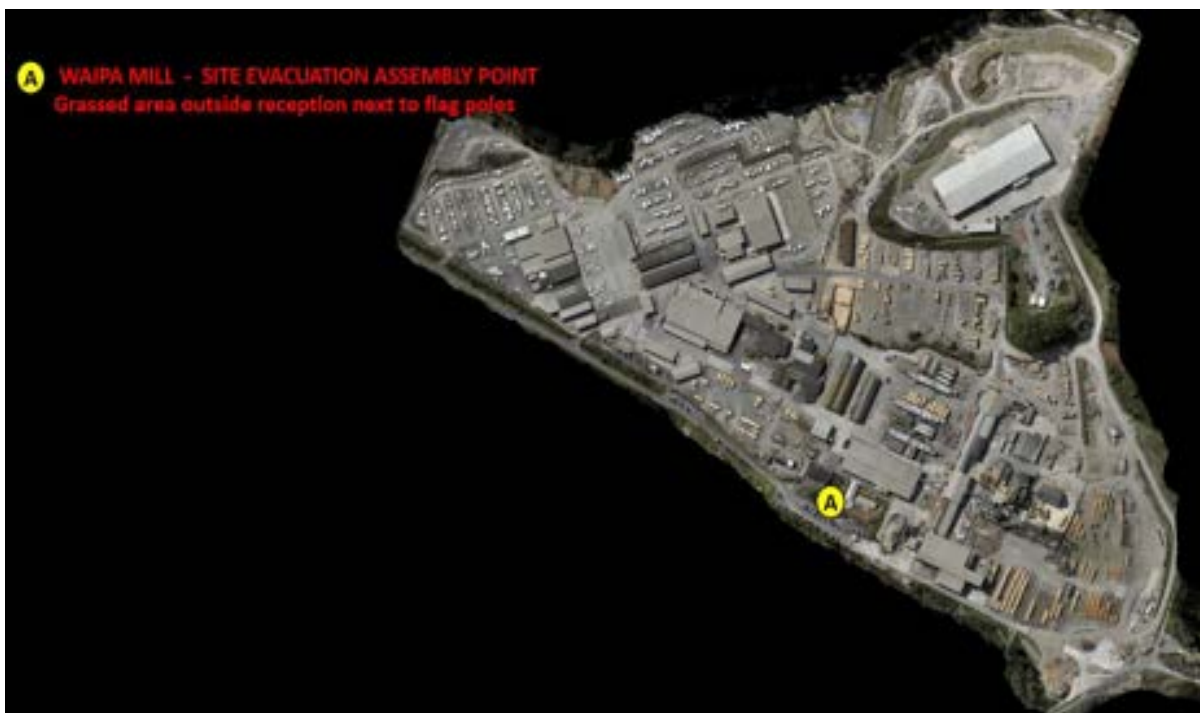 A WAIPA MILL - SITE EVACUATION ASSEMBLY POINT
Grassed area outside reception next to flag poles
A